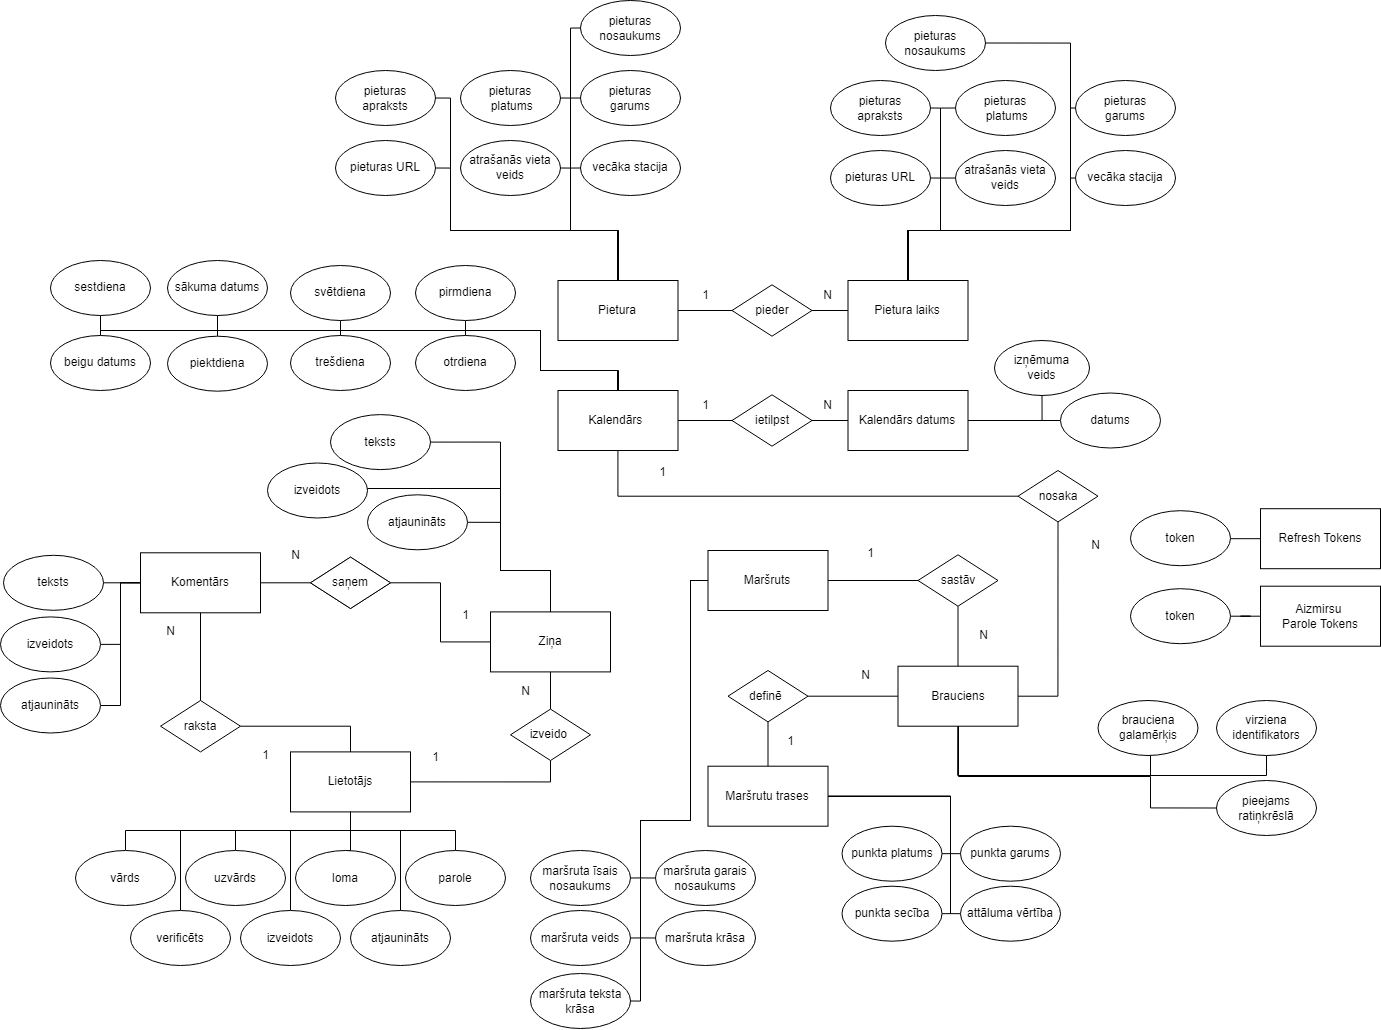 pieturas
nosaukums
pieturas
nosaukums
pieturas
apraksts
pieturas
platums
pieturas
garums
pieturas
apraksts
pieturas
platums
pieturas
garums
pieturas URL
atrašanās vieta
veids
vecāka stacija
pieturas URL
atrašanās vieta
veids
vecāka stacija
sestdiena
sākuma datums
svētdiena
pirmdiena
Pietura
1
pieder
N
Pietura laiks
beigu datums
piektdiena
trešdiena
otrdiena
izņēmuma
veids
Kalendārs
1
ietilpst
N
Kalendārs datums
datums
teksts
1
izveidots
nosaka
atjaunināts
token
Refresh Tokens
N
N
1
teksts
Komentārs
saņem
Maršruts
sastāv
1
token
Aizmirsu
Parole Tokens
N
izveidots
Ziņa
N
N
N
definē
Brauciens
atjaunināts
raksta
izveido
brauciena
galamērķis
virziena
identifikators
1
1
1
Lietotājs
Maršrutu trases
pieejams
ratiņkrēslā
punkta platums
punkta garums
vārds
uzvārds
loma
parole
maršruta īsais
nosaukums
maršruta garais
nosaukums
punkta secība
attāluma vērtība
verificēts
izveidots
atjaunināts
maršruta veids
maršruta krāsa
maršruta teksta
krāsa